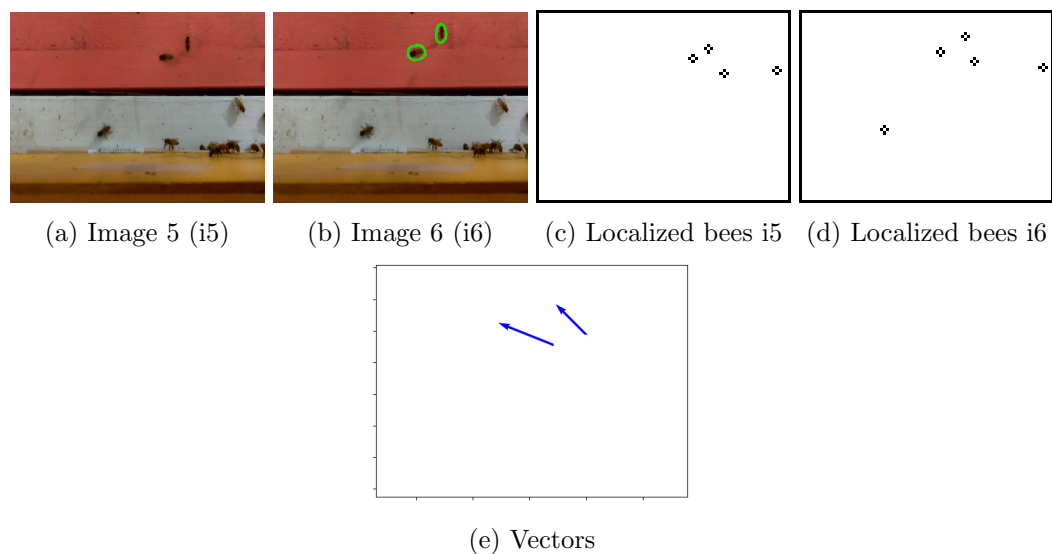 (a) Image 5 (i5)
(b) Image 6 (i6)
(c) Localized bees i5
(d) Localized bees i6
(e) Vectors